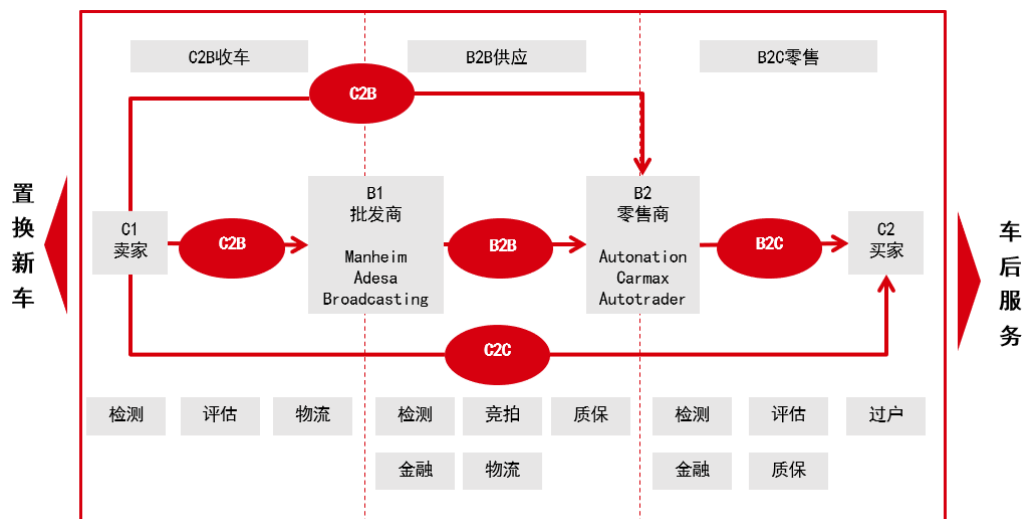 C2B收车
B2B供应
B2C零售
C2B
置换新车
C1
卖家
C2B
B1
批发商
Manheim
Adesa
Broadcasting
B2B
B2
零售商
Autonation
Carmax
Autotrader
B2C
C2
买家
车后服务
C2C
检测
评估
物流
检测
竞拍
质保
检测
评估
过户
金融
物流
金融
质保